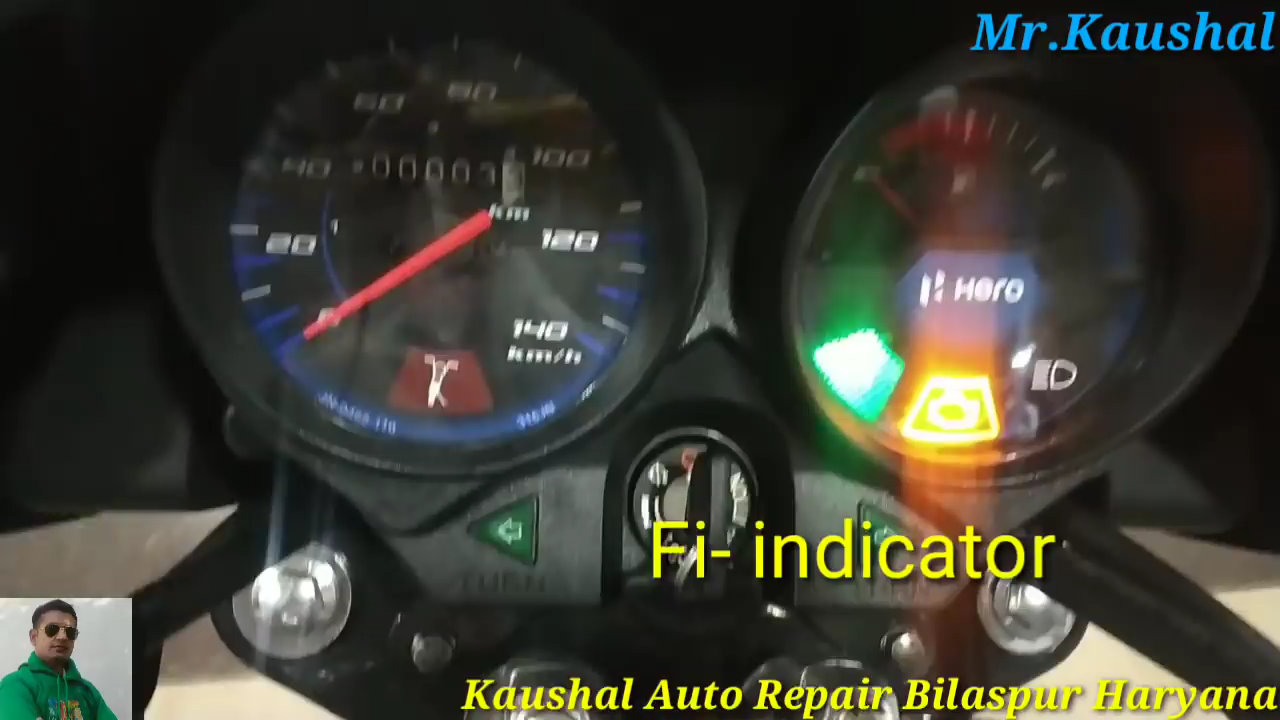 Mr.Kaushal
60
80
40
100
km
20
120
140
km/h
Hero
TURN
Fi- indicator
Kaushal Auto Repair Bilaspur Haryana